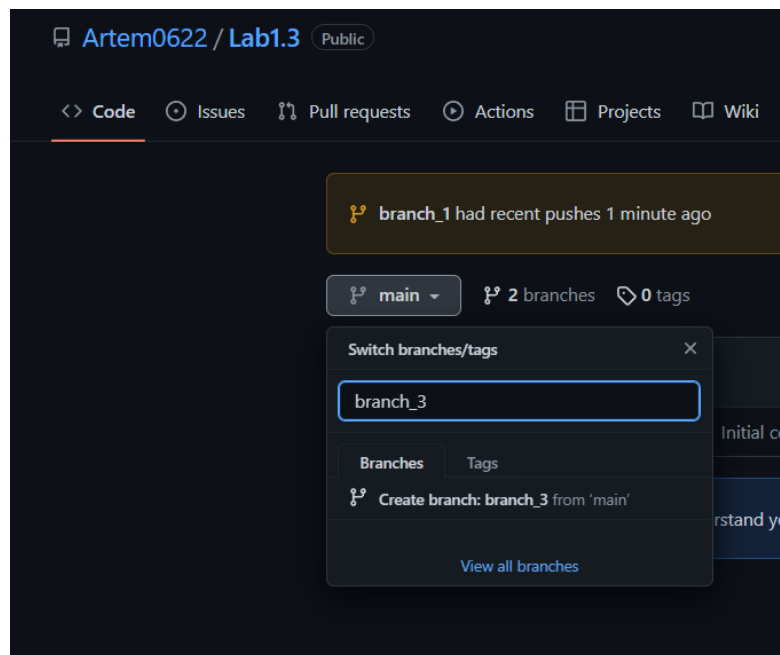 Artem0622 / Lab1.3 Public
Code Issues Pull requests Actions Projects Wiki
branch_1 had recent pushes 1 minute ago
main 2 branches 0 tags
Switch branches/tags
branch_3
Initial
Branches Tags
Create branch: branch_3 from ‘main’
View all branches